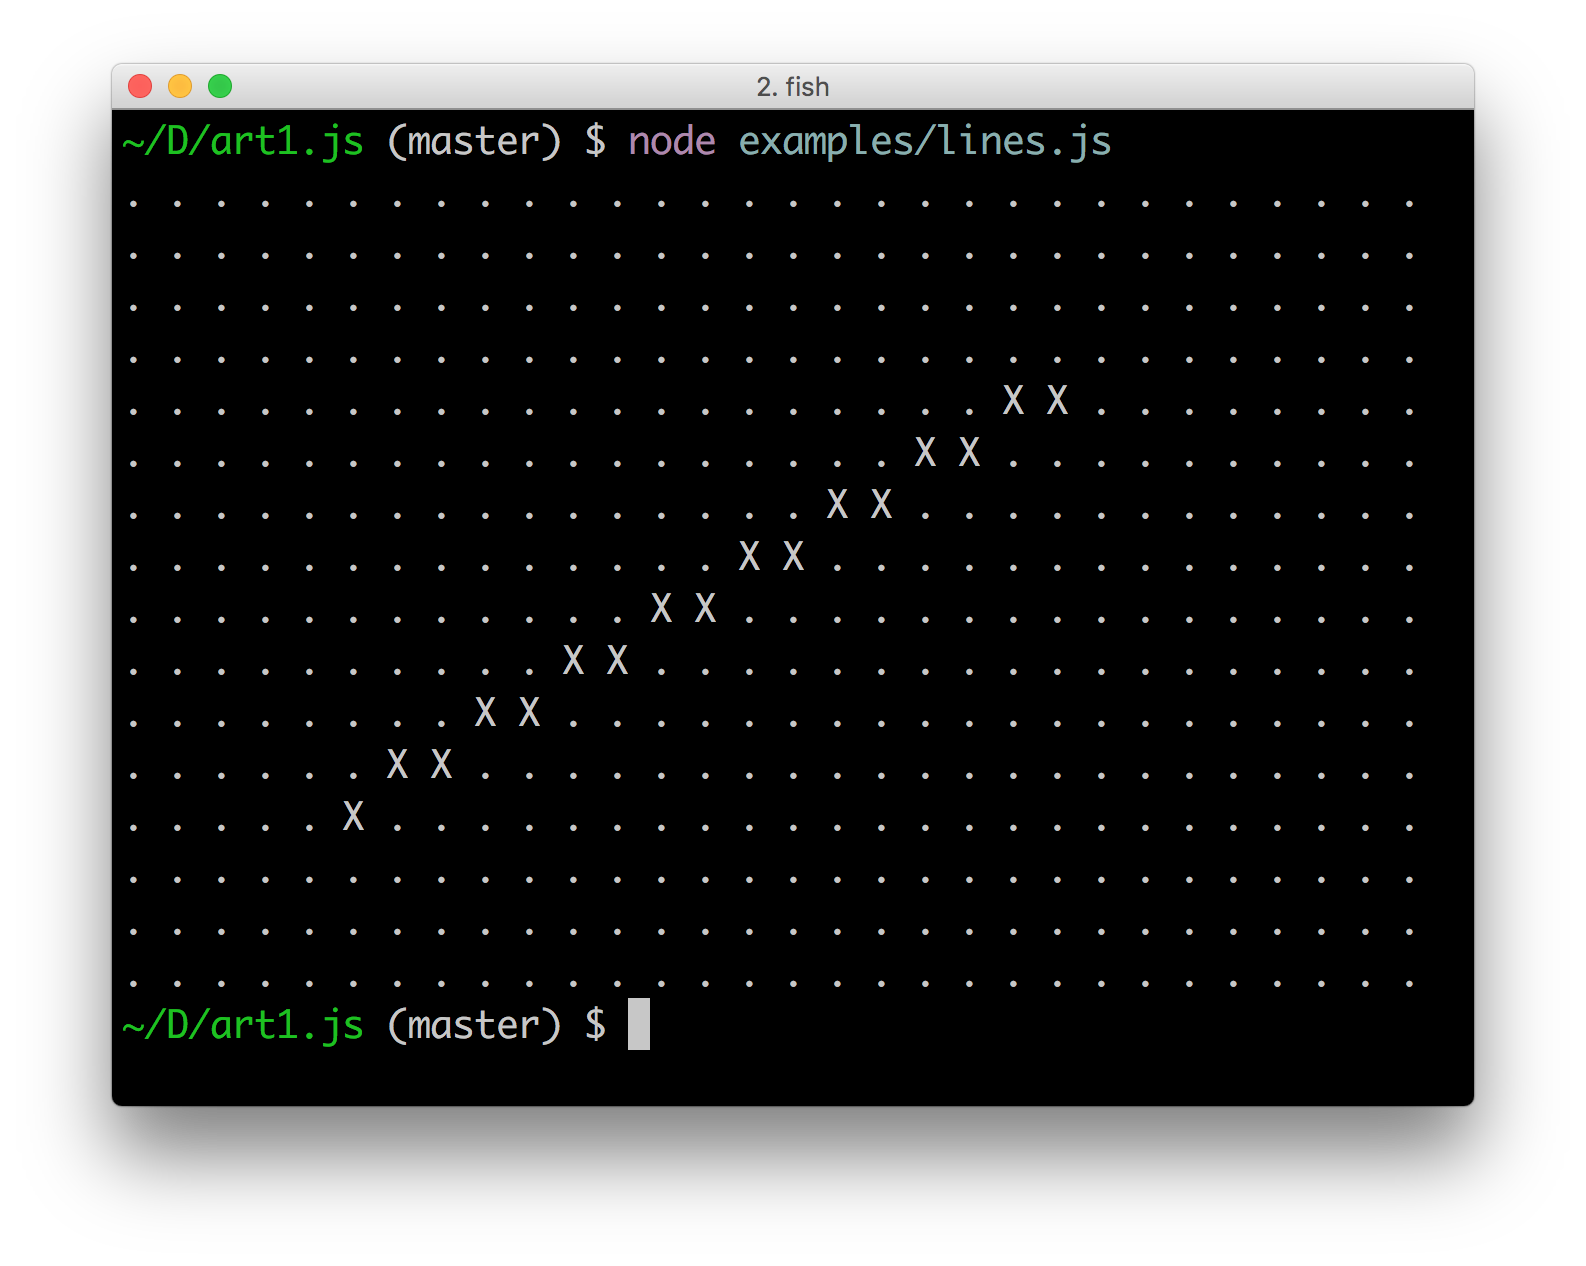 2. fish
~/D/art1.js (master) $ node examples/lines.js
. . . . . . . . . . . . . . . . . . . . . . . . . . . . . .
. . . . . . . . . . . . . . . . . . . . . . . . . . . . . .
. . . . . . . . . . . . . . . . . . . . . . . . . . . . . .
. . . . . . . . . . . . . . . . . . . . . . . . . . . . . .
. . . . . . . . . . . . . . . . . . . . X X . . . . . . . .
. . . . . . . . . . . . . . . . . . X X . . . . . . . . . .
. . . . . . . . . . . . . . . . X X . . . . . . . . . . . .
. . . . . . . . . . . . . . X X . . . . . . . . . . . . . .
. . . . . . . . . . . . X X . . . . . . . . . . . . . . . .
. . . . . . . . . . X X . . . . . . . . . . . . . . . . . .
. . . . . . . . X X . . . . . . . . . . . . . . . . . . . .
. . . . . . X X . . . . . . . . . . . . . . . . . . . . . .
. . . . . X . . . . . . . . . . . . . . . . . . . . . . . .
. . . . . . . . . . . . . . . . . . . . . . . . . . . . . .
. . . . . . . . . . . . . . . . . . . . . . . . . . . . . .
. . . . . . . . . . . . . . . . . . . . . . . . . . . . . .
~/D/art1.js (master) $